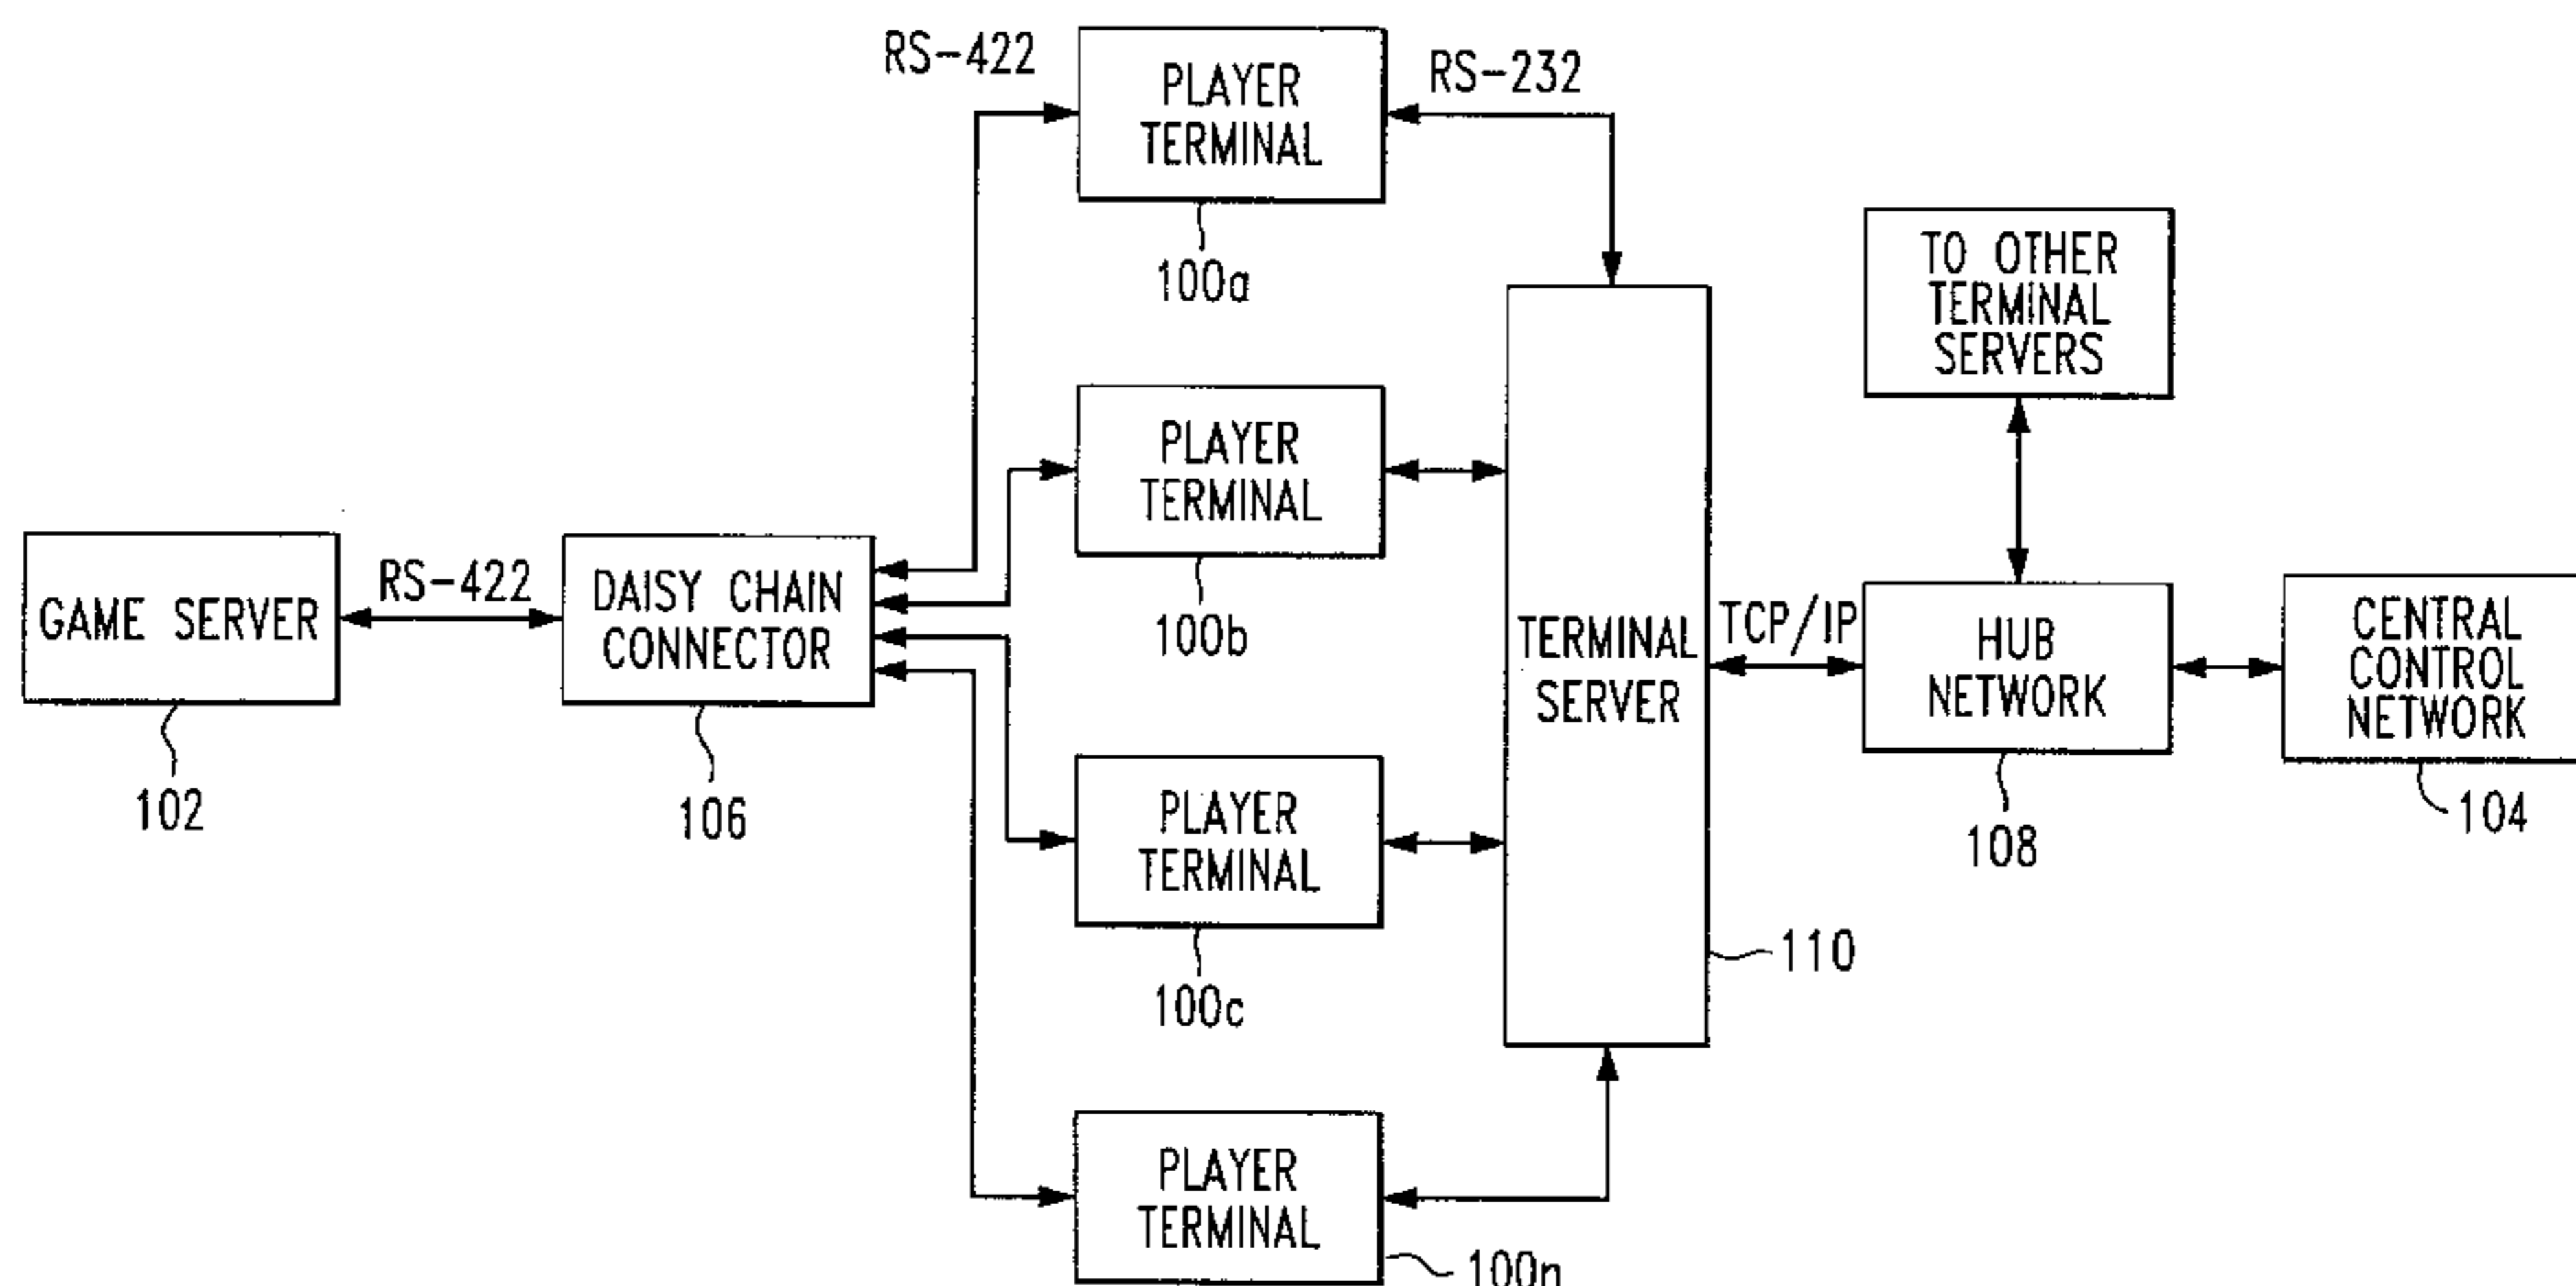 RS-422
PLAYER
TERMINAL
100a
RS-232
TO OTHER
TERMINAL
SERVERS
PLAYER
TERMINAL
100b
GAME SERVER
102
RS-422
DAISY CHAIN
CONNECTOR
106
TERMINAL
SERVER
110
TCP/IP
HUB
NETWORK
108
CENTRAL
CONTROL
NETWORK
104
PLAYER
TERMINAL
100c
PLAYER
TERMINAL
100n